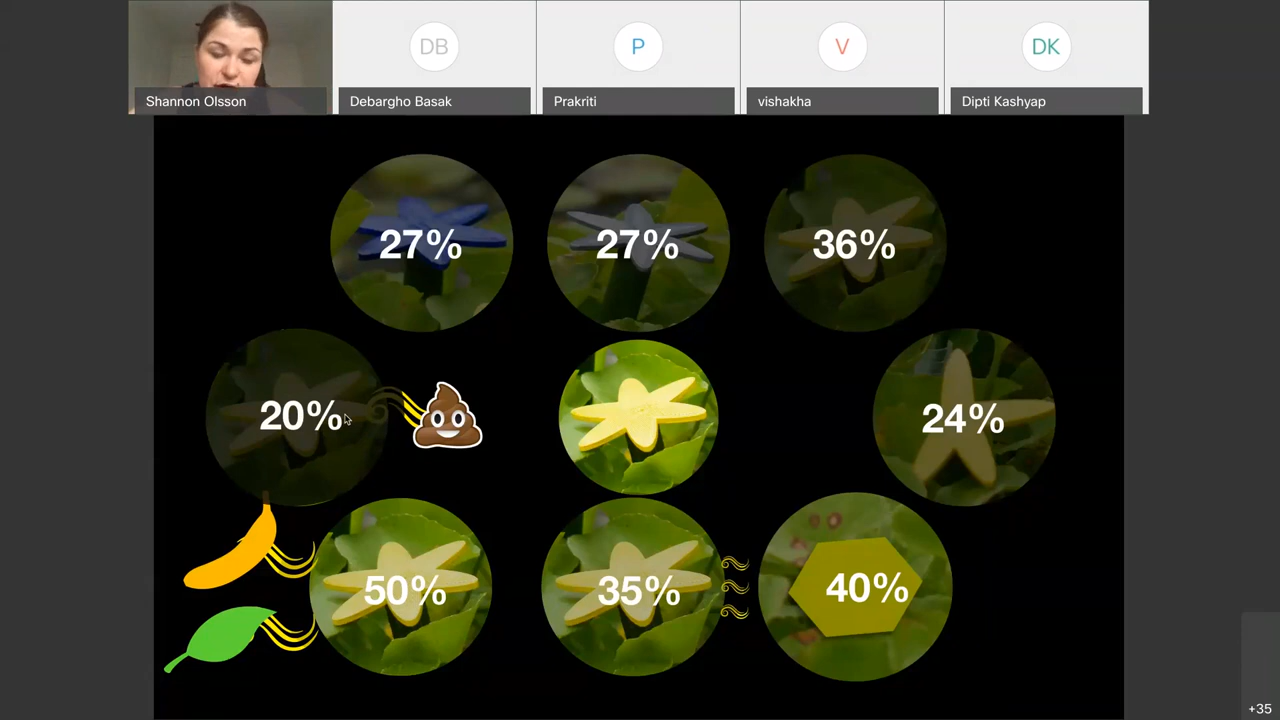 DB
P
V
DK
Shannon Olsson
Debargho Basak
Prakriti
vishakha
Dipti Kashyap
27%
27%
36%
20%
24%
50%
35%
40%
+35